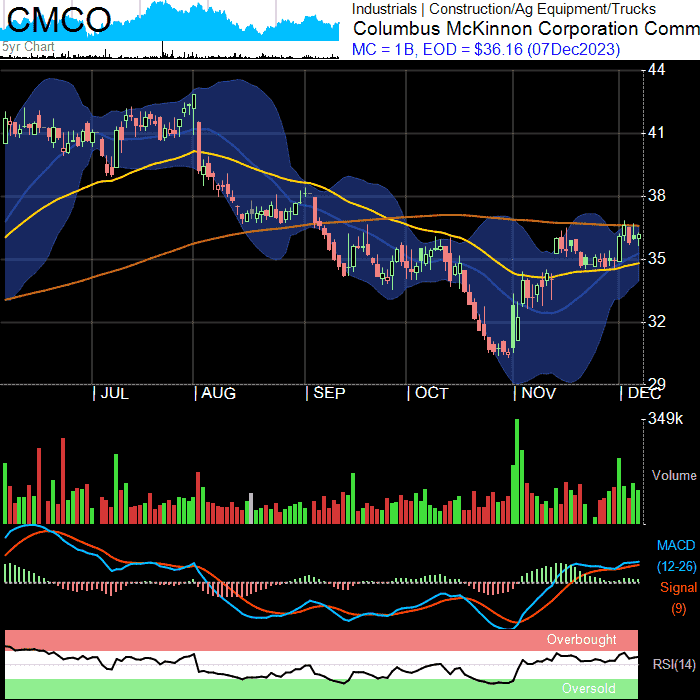 CMCO
5yr Chart
Industrials | Construction/Ag Equipment/Trucks
Columbus McKinnon Corporation Comm
MC = 1B, EOD = $36.16 (07Dec2023)
44
41
38
35
32
29
JUL AUG SEP OCT NOV DEC
349k
Volume
MACD
(12-26)
Signal
(9)
Overbought
RSI(14)
Oversold